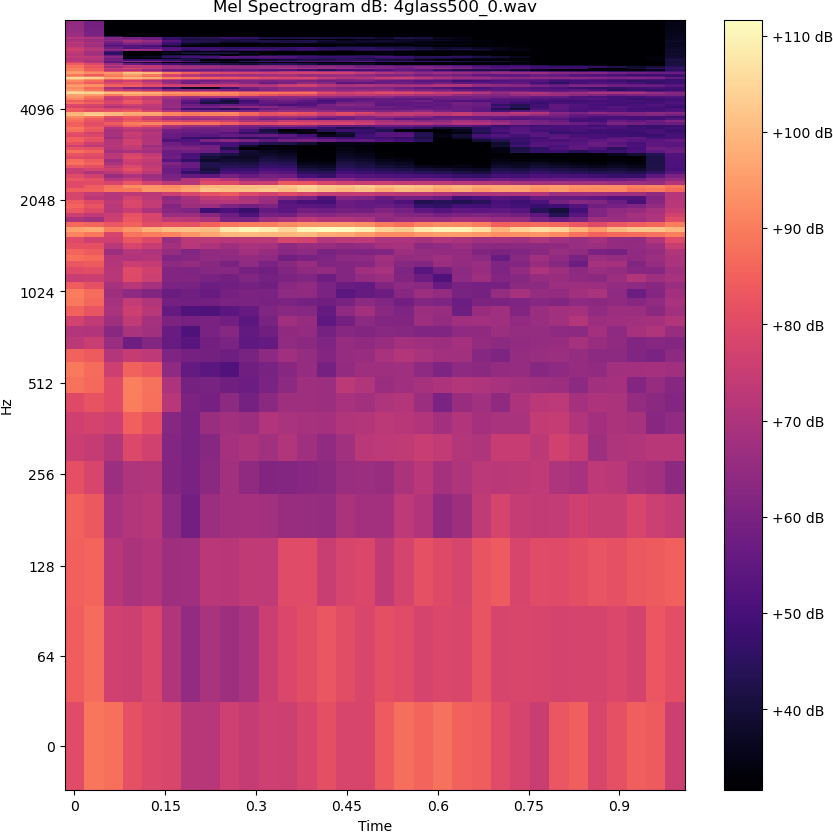 Mel Spectrogram dB: 4glass500_0.wav
+110 dB
4096
+100 dB
2048
+90 dB
1024
+80 dB
512
Hz
+70 dB
256
+60 dB
128
+50 dB
64
+40 dB
0
0 0.15 0.3 0.45 0.6 0.75 0.9
Time